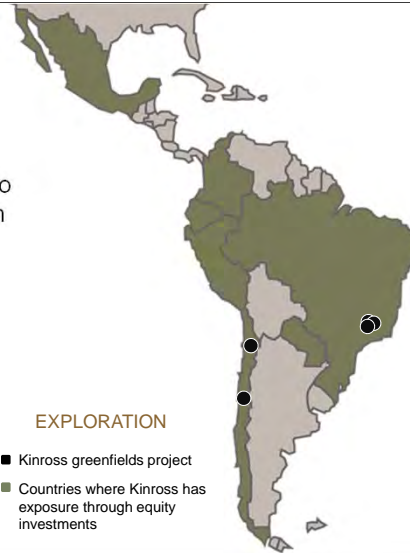 o
n
EXPLORATION
Kinross greenfields project
Countries where Kinross has
exposure through equity
investments